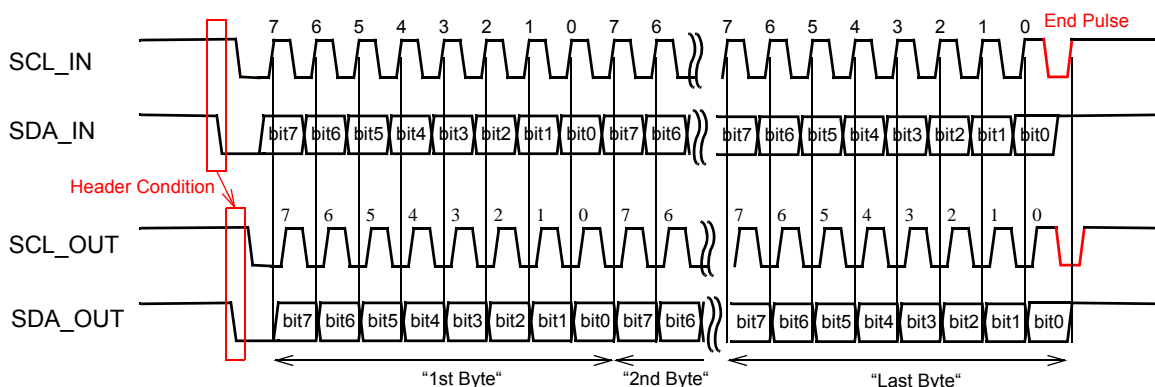 7 6 5 4 3 2 1 0 7 6 7 6 5 4 3 2 1 0 End Pulse
SCL_IN
SDA_IN bit7 bit6 bit5 bit4 bit3 bit2 bit1 bit0 bit7 bit6 bit7 bit6 bit5 bit4 bit3 bit2 bit1 bit0
Header Condition
7 6 5 4 3 2 1 0 7 6 7 6 5 4 3 2 1 0
SCL_OUT
SDA_OUT bit7 bit6 bit5 bit4 bit3 bit2 bit1 bit0 bit7 bit6 bit7 bit6 bit5 bit4 bit3 bit2 bit1 bit0
“1st Byte“ “2nd Byte“ “Last Byte“